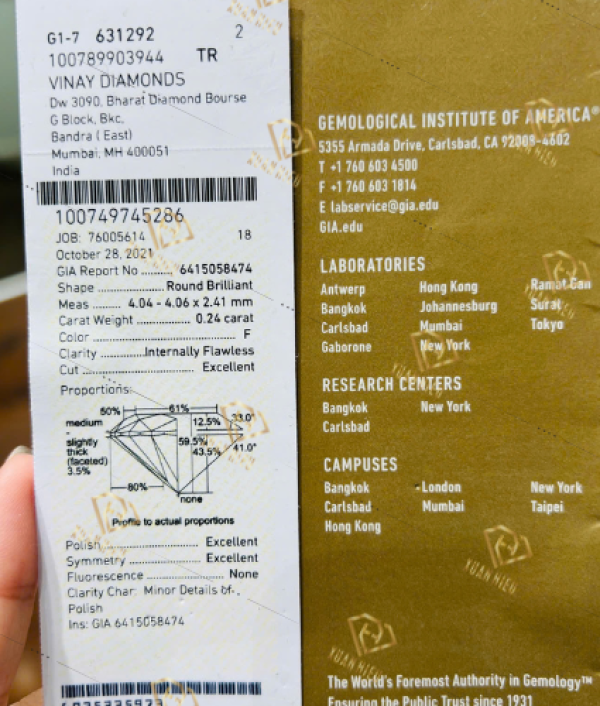 G1-7 631292 2
100789903944 TR
VINAY DIAMONDS
Dw 3090, Bharat Diamond Bourse
G Block, Bkc,
Bandra ( East)
Mumbai, MH 400051
India
100749745286
JOB: 76005614 18
October 28, 2021
GIA Report No ......... 6415058474
Shape ........................ Round Brilliant
Meas ........ 4.04 - 4.06 x 2.41 mm
Carat Weight ................ 0.24 carat
Color ........................................ F
Clarity ............Internally Flawless
Cut ................................ Excellent
Proportions:
50% 61%
medium
12.5% 33.0°
-
slightly
thick
(faceted)
3.5%
59.5%
43.5% 41.0°
80%
none
Profile to actual proportions
Polish ............................ Excellent
Symmetry ...................... Excellent
Fluorescence ...................... None
Clarity Char: Minor Details of
Polish
Ins: GIA 6415058474
GEMOLOGICAL INSTITUTE OF AMERICA®
5355 Armada Drive, Carlsbad, CA 92008-4602
T +1 760 603 4500
F +1 760 603 1814
E labservice@gia.edu
GIA.edu
LABORATORIES
Antwerp Hong Kong Ramat Gan
Bangkok Johannesburg Surat
Carlsbad Mumbai Tokyo
Gaborone New York
RESEARCH CENTERS
Bangkok New York
Carlsbad
CAMPUSES
Bangkok London New York
Carlsbad Mumbai Taipei
Hong Kong
XUAN HIEU
XUAN HIEU
The World's Foremost Authority in Gemology™
Ensuring the Public Trust since 1931